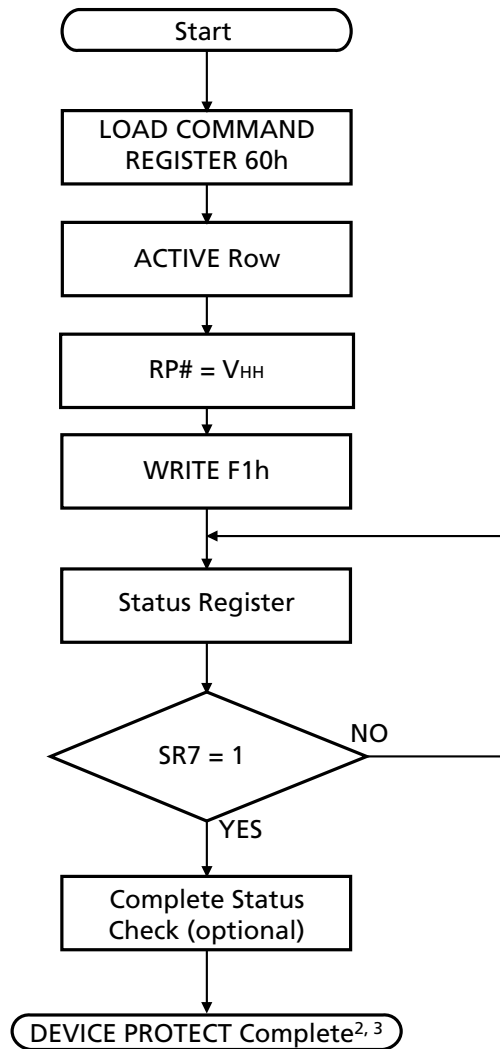 Start
LOAD COMMAND
REGISTER 60h
ACTIVE Row
RP# = VHH
WRITE F1h
Status Register
SR7 = 1
NO
YES
Complete Status
Check (optional)
DEVICE PROTECT Complete2, 3